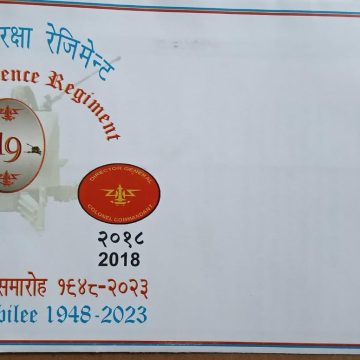 रक्षा रेजिमेन्ट
ence Regiment
19
DIRECTOR GENERAL
COLONEL COMMANDANT
२०१८
2018
समारोह १९४८-२०२३
bilee 1948-2023